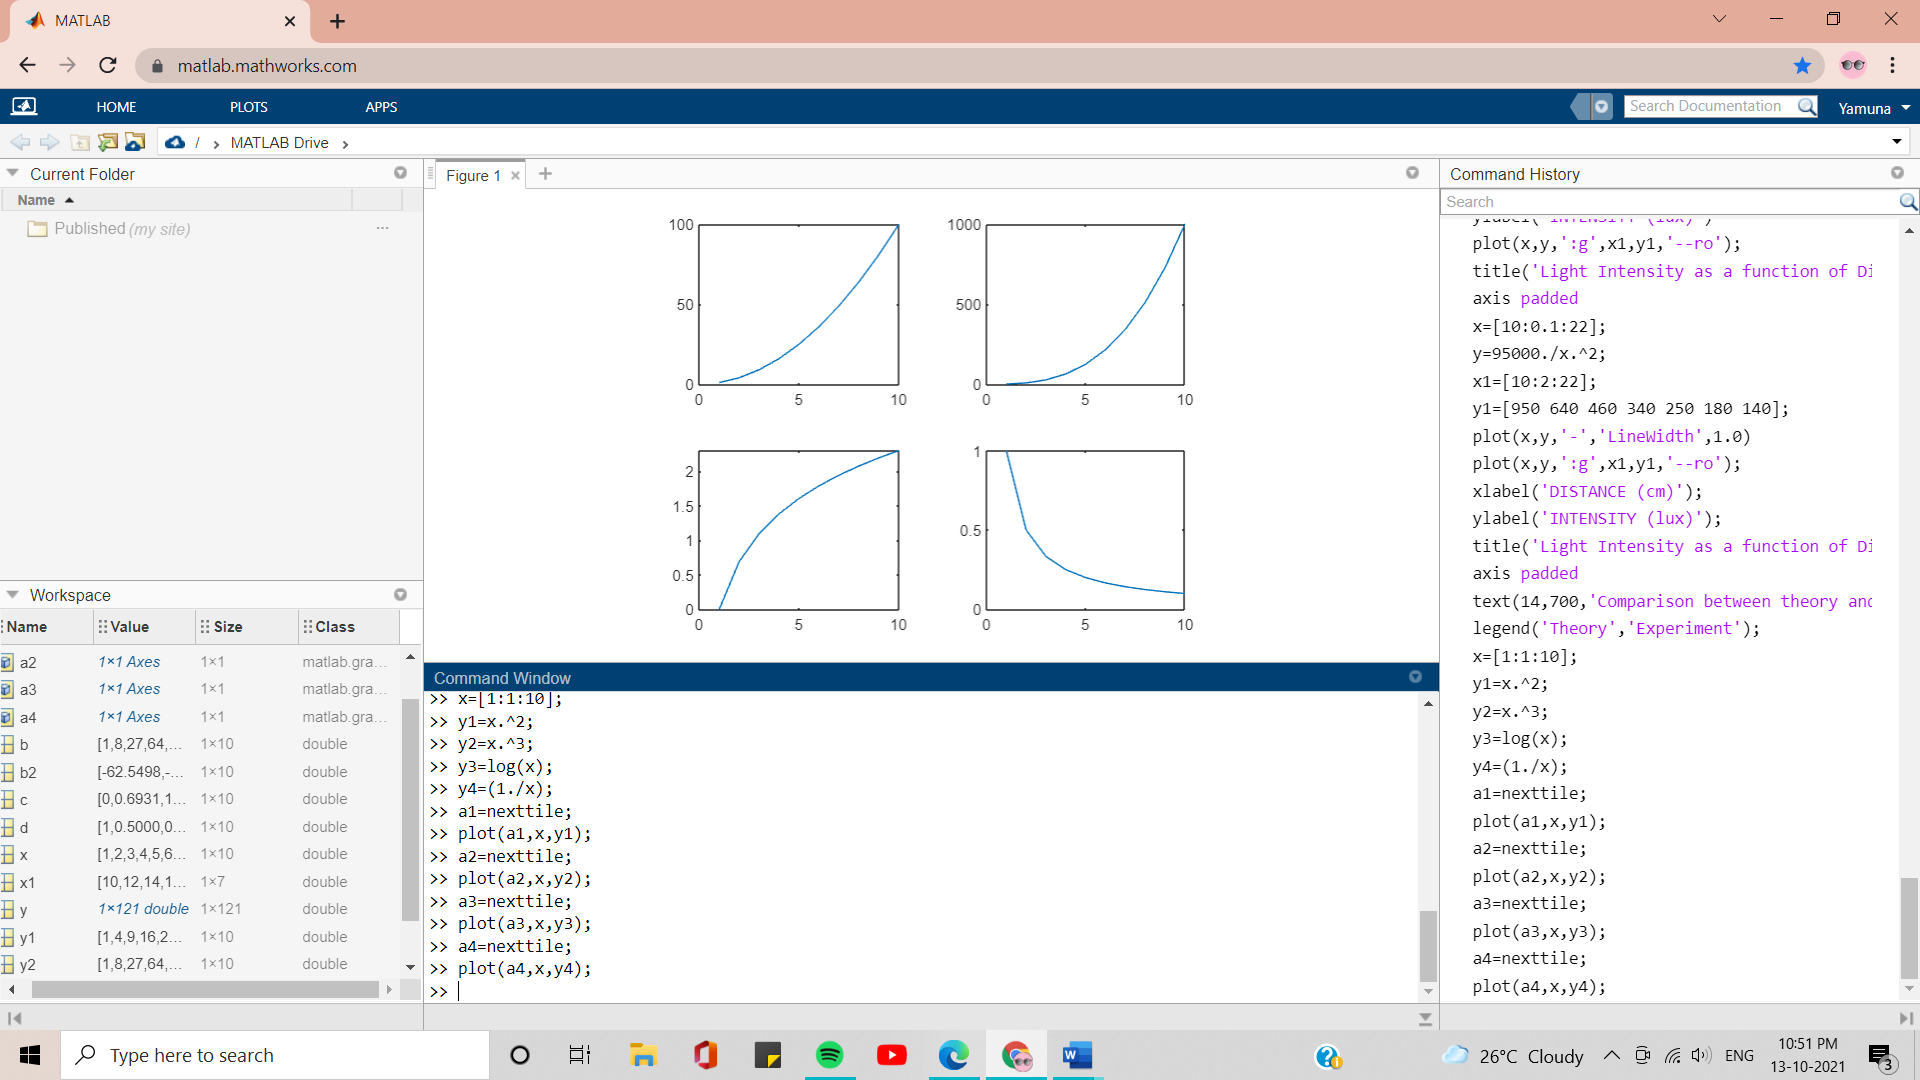 MATLAB
matlab.mathworks.com
HOME PLOTS APPS
Search Documentation
Yamuna
/ › MATLAB Drive ›
Current Folder
Name
Published (my site) ...
Workspace
Name Value Size Class
a2 1×1 Axes 1×1 matlab.gra...
a3 1×1 Axes 1×1 matlab.gra...
a4 1×1 Axes 1×1 matlab.gra...
b [1,8,27,64,... 1×10 double
b2 [-62.5498,-... 1×10 double
c [0,0.6931,1... 1×10 double
d [1,0.5000,0... 1×10 double
x [1,2,3,4,5,6... 1×10 double
x1 [10,12,14,1... 1×7 double
y 1×121 double 1×121 double
y1 [1,4,9,16,2... 1×10 double
y2 [1,8,27,64,... 1×10 double
Figure 1
100
50
0
0 5 10
1000
500
0
0 5 10
2
1.5
1
0.5
0
0 5 10
1
0.5
0
0 5 10
Command Window
>> x=[1:1:10];
>> y1=x.^2;
>> y2=x.^3;
>> y3=log(x);
>> y4=(1./x);
>> a1=nexttile;
>> plot(a1,x,y1);
>> a2=nexttile;
>> plot(a2,x,y2);
>> a3=nexttile;
>> plot(a3,x,y3);
>> a4=nexttile;
>> plot(a4,x,y4);
>>
Command History
Search
ylabel('INTENSITY (lux)')
plot(x,y,':g',x1,y1,'--ro');
title('Light Intensity as a function of Di
axis padded
x=[10:0.1:22];
y=95000./x.^2;
x1=[10:2:22];
y1=[950 640 460 340 250 180 140];
plot(x,y,'-','LineWidth',1.0)
plot(x,y,':g',x1,y1,'--ro');
xlabel('DISTANCE (cm)');
ylabel('INTENSITY (lux)');
title('Light Intensity as a function of Di
axis padded
text(14,700,'Comparison between theory and
legend('Theory','Experiment');
x=[1:1:10];
y1=x.^2;
y2=x.^3;
y3=log(x);
y4=(1./x);
a1=nexttile;
plot(a1,x,y1);
a2=nexttile;
plot(a2,x,y2);
a3=nexttile;
plot(a3,x,y3);
a4=nexttile;
plot(a4,x,y4);
Type here to search
26°C Cloudy
ENG
10:51 PM
13-10-2021
3